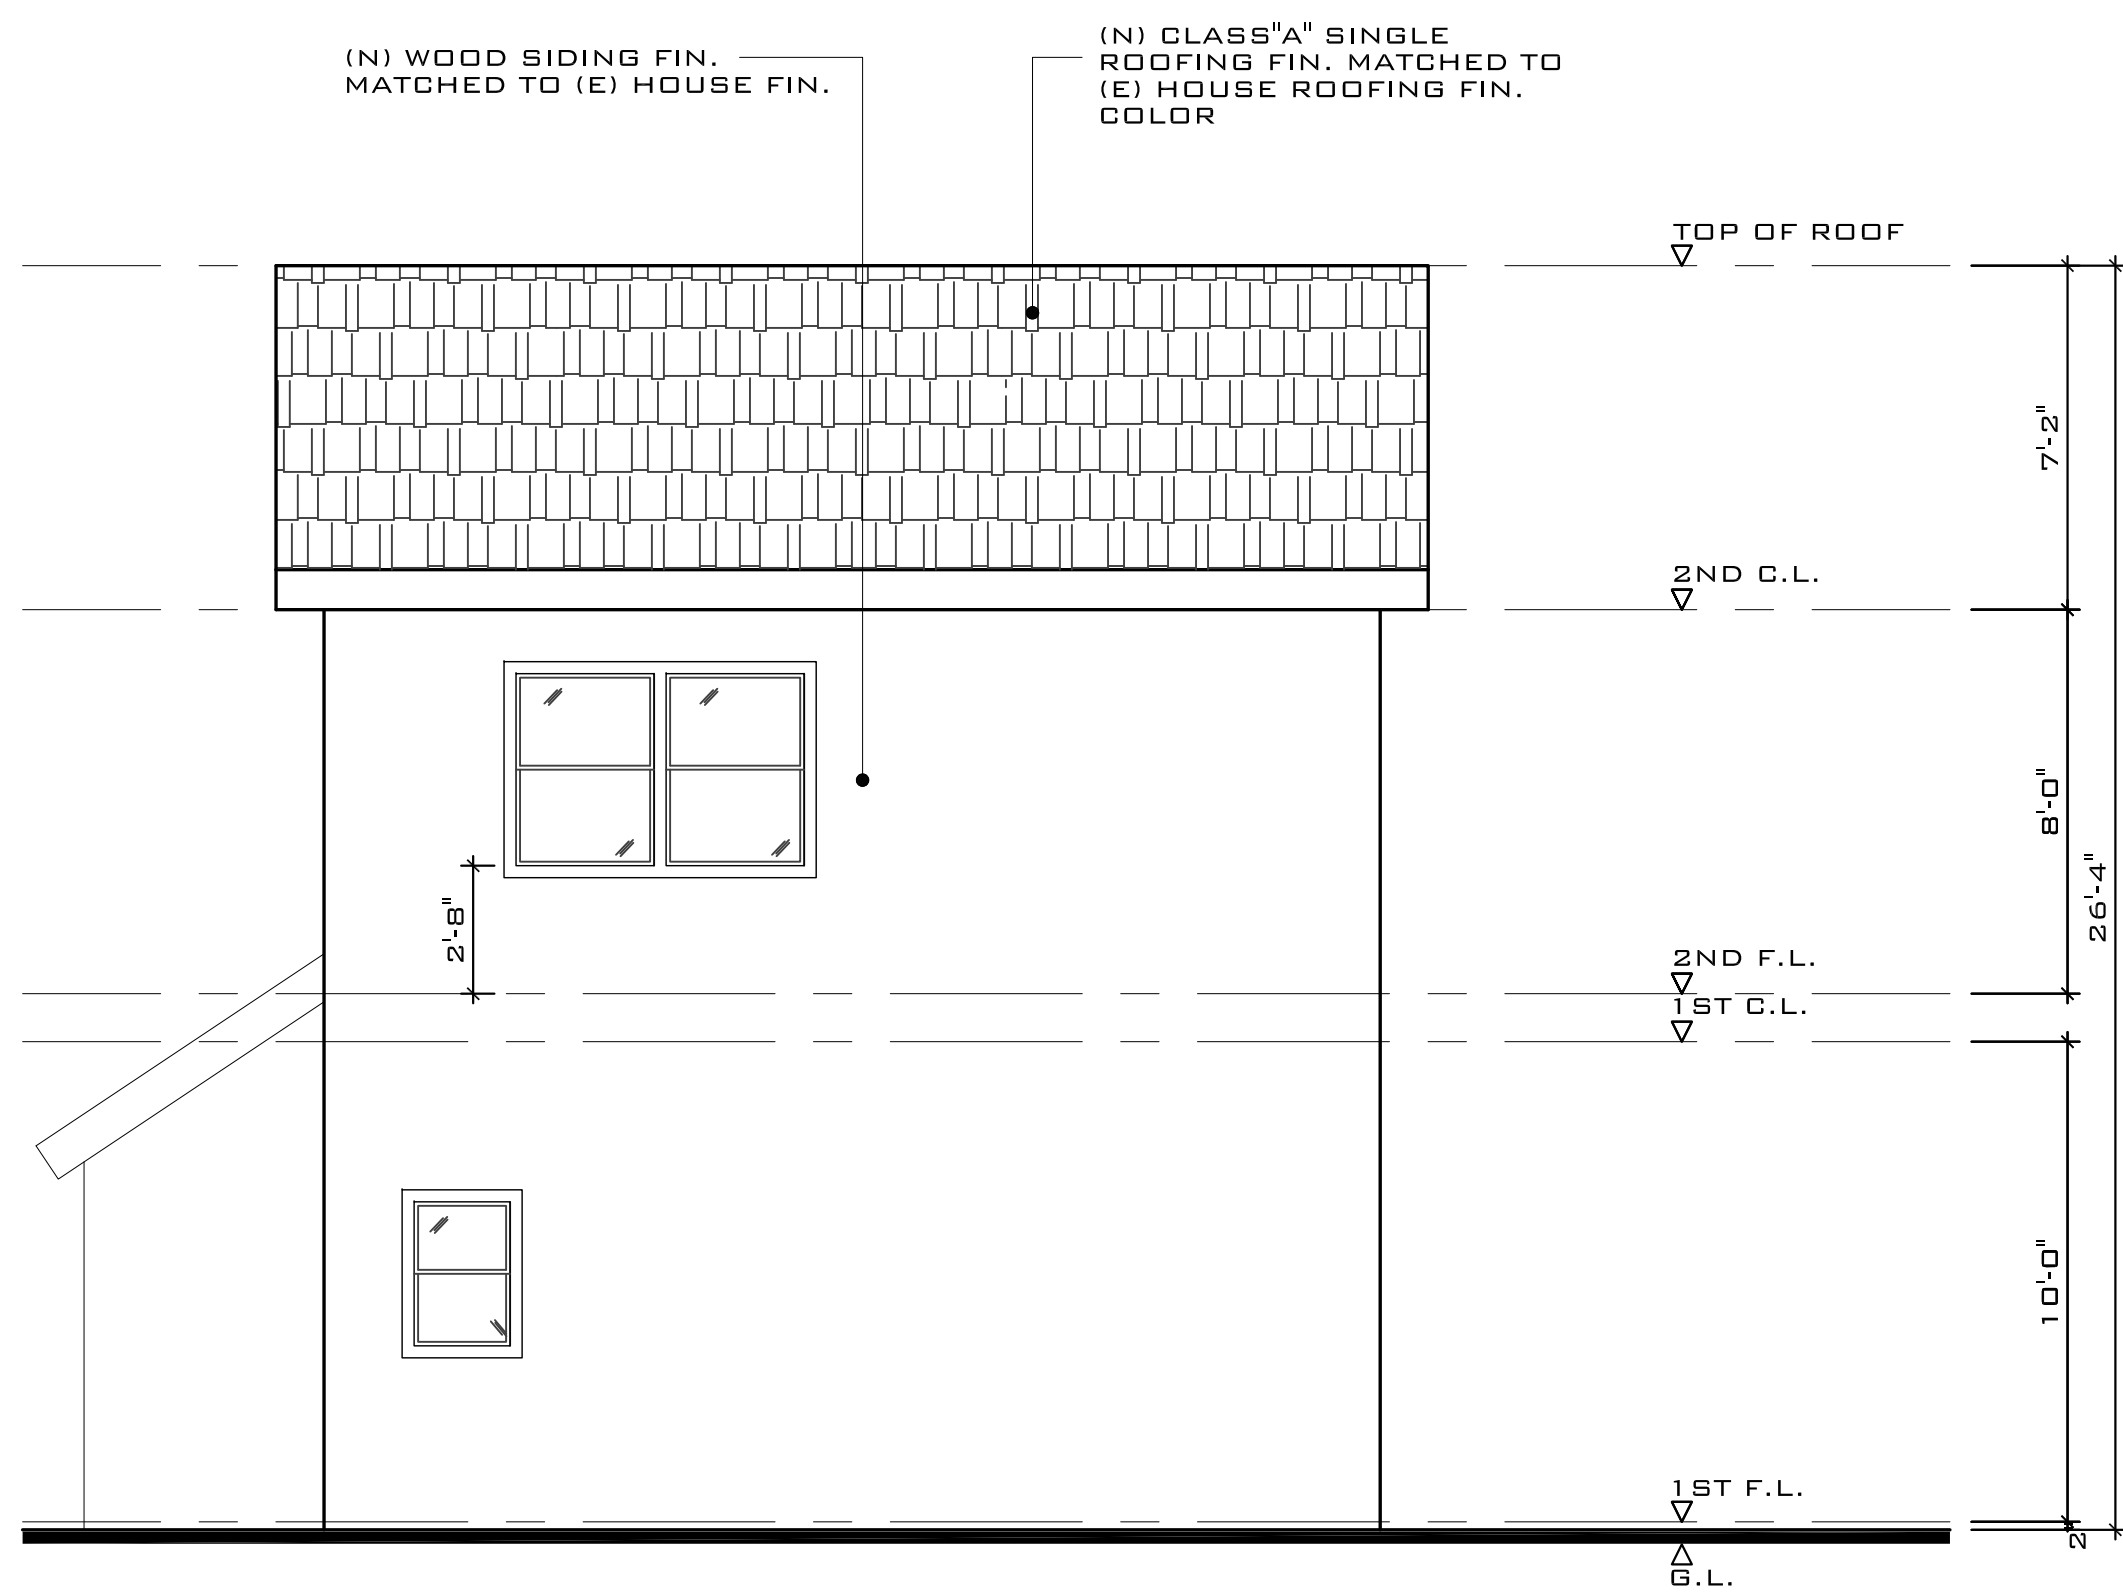 (N) WOOD SIDING FIN.
MATCHED TO (E) HOUSE FIN.
(N) CLASS"A" SINGLE
ROOFING FIN. MATCHED TO
(E) HOUSE ROOFING FIN.
COLOR
TOP OF ROOF
7'-2"
2ND C.L.
8'-0"
26'-4"
2'-8"
2ND F.L.
1ST C.L.
10'-0"
1ST F.L.
2"
G.L.